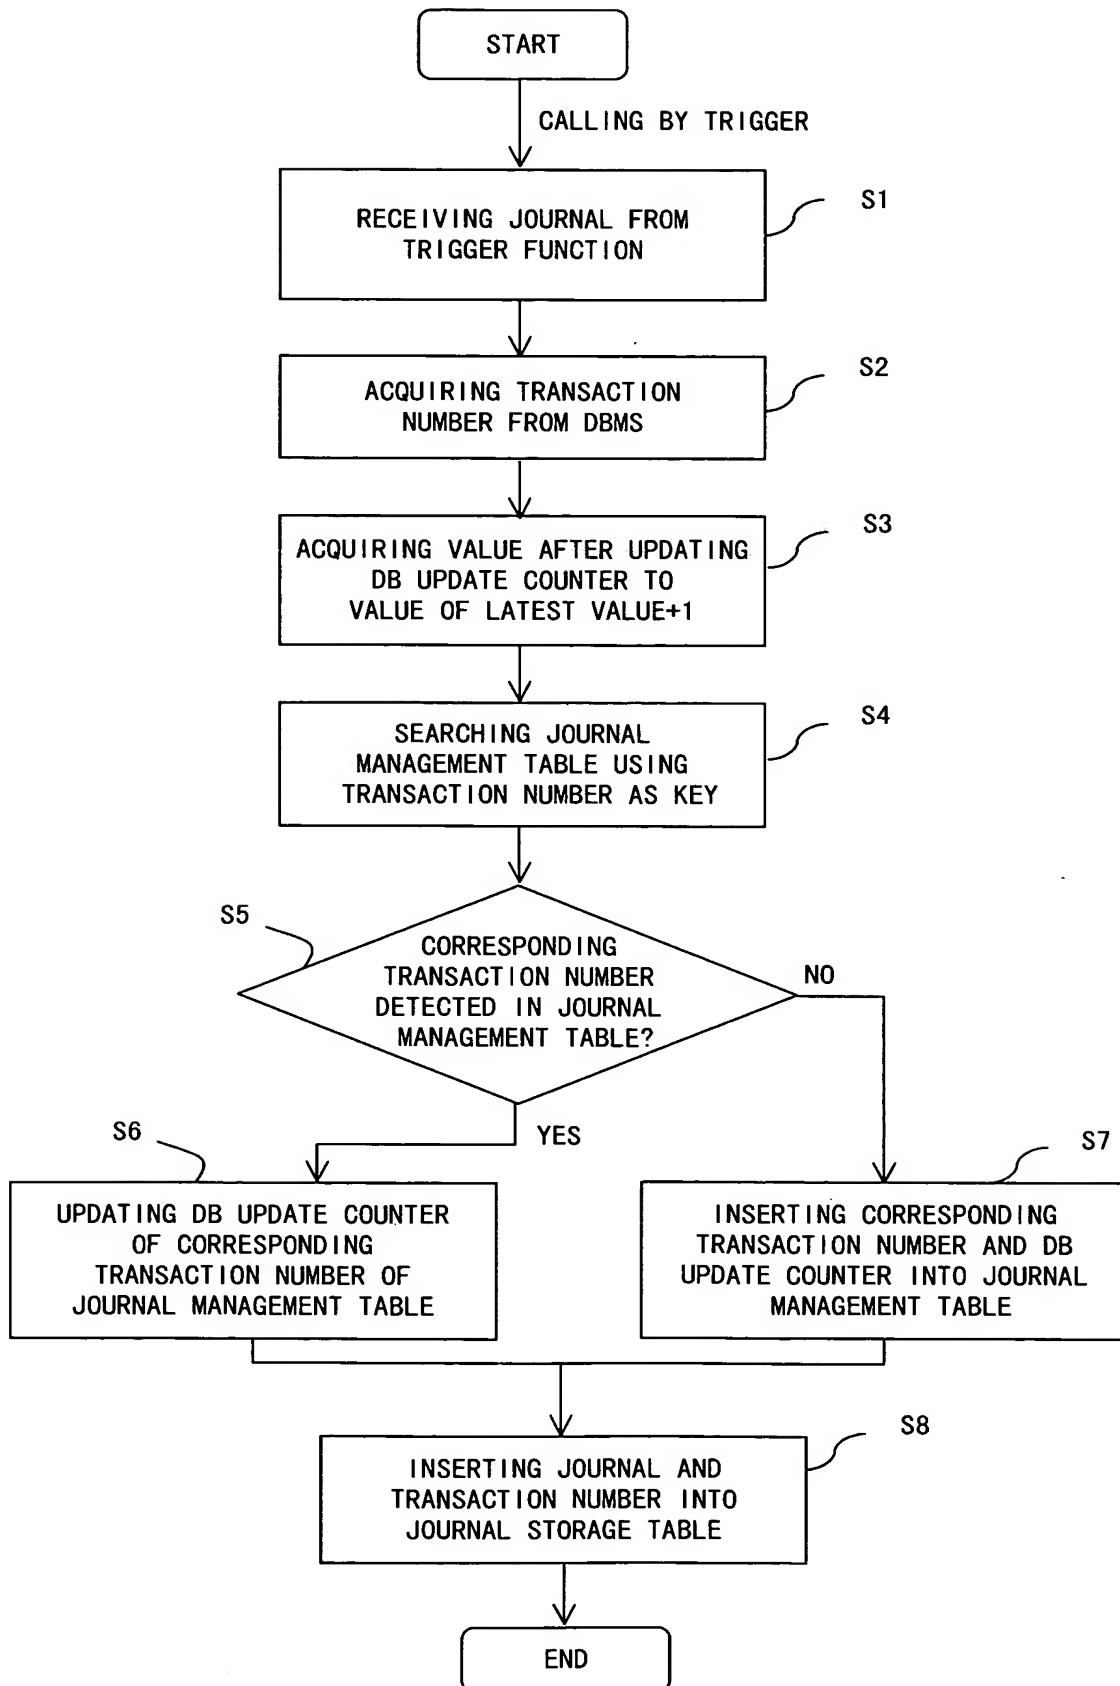 START
CALLING BY TRIGGER
S1
RECEIVING JOURNAL FROM
TRIGGER FUNCTION
S2
ACQUIRING TRANSACTION
NUMBER FROM DBMS
S3
ACQUIRING VALUE AFTER UPDATING
DB UPDATE COUNTER TO
VALUE OF LATEST VALUE+1
S4
SEARCHING JOURNAL
MANAGEMENT TABLE USING
TRANSACTION NUMBER AS KEY
S5
CORRESPONDING
TRANSACTION NUMBER
DETECTED IN JOURNAL
MANAGEMENT TABLE?
NO
YES
S6
UPDATING DB UPDATE COUNTER
OF CORRESPONDING
TRANSACTION NUMBER OF
JOURNAL MANAGEMENT TABLE
S7
INSERTING CORRESPONDING
TRANSACTION NUMBER AND DB
UPDATE COUNTER INTO JOURNAL
MANAGEMENT TABLE
S8
INSERTING JOURNAL AND
TRANSACTION NUMBER INTO
JOURNAL STORAGE TABLE
END